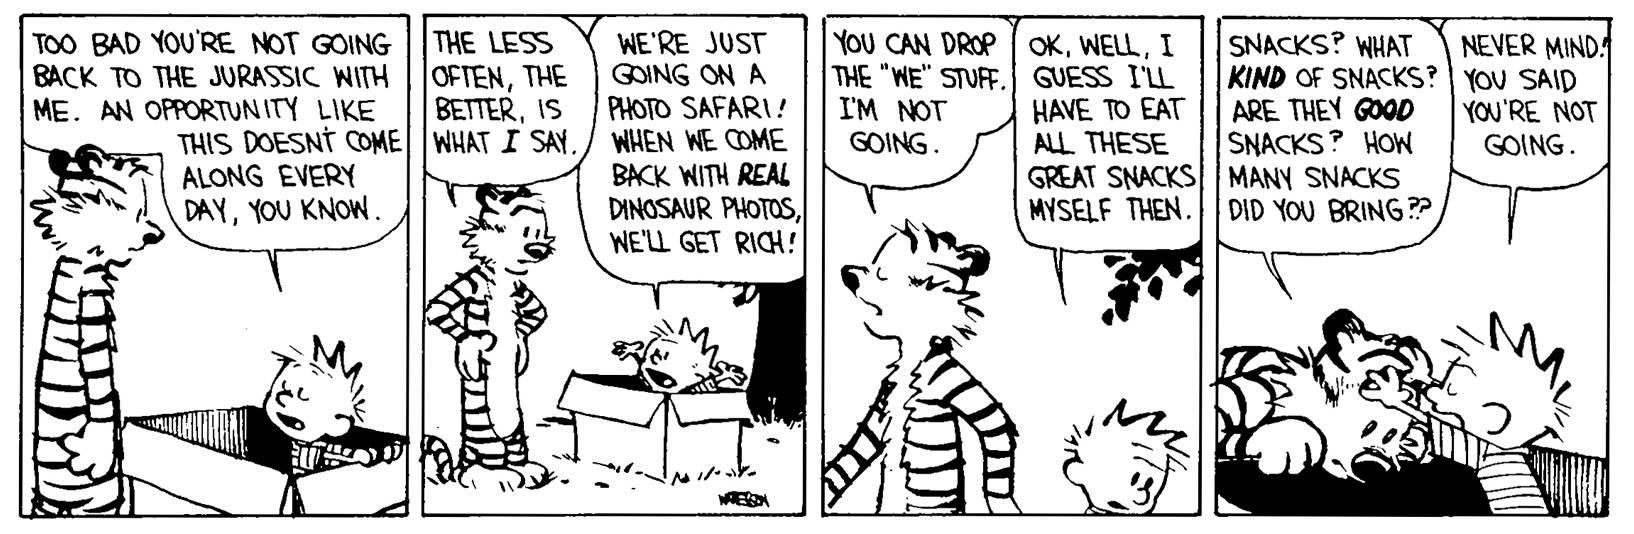 TOO BAD YOU'RE NOT GOING
BACK TO THE JURASSIC WITH
ME. AN OPPORTUNITY LIKE
THIS DOESN'T COME
ALONG EVERY
DAY, YOU KNOW.
THE LESS
OFTEN, THE
BETTER, IS
WHAT I SAY.
WE'RE JUST
GOING ON A
PHOTO SAFARI!
WHEN WE COME
BACK WITH REAL
DINOSAUR PHOTOS,
WE'LL GET RICH!
WATTERSON
YOU CAN DROP
THE "WE" STUFF.
I'M NOT
GOING.
OK, WELL, I
GUESS I'LL
HAVE TO EAT
ALL THESE
GREAT SNACKS
MYSELF THEN.
SNACKS? WHAT
KIND OF SNACKS?
ARE THEY GOOD
SNACKS? HOW
MANY SNACKS
DID YOU BRING??
NEVER MIND!
YOU SAID
YOU'RE NOT
GOING.